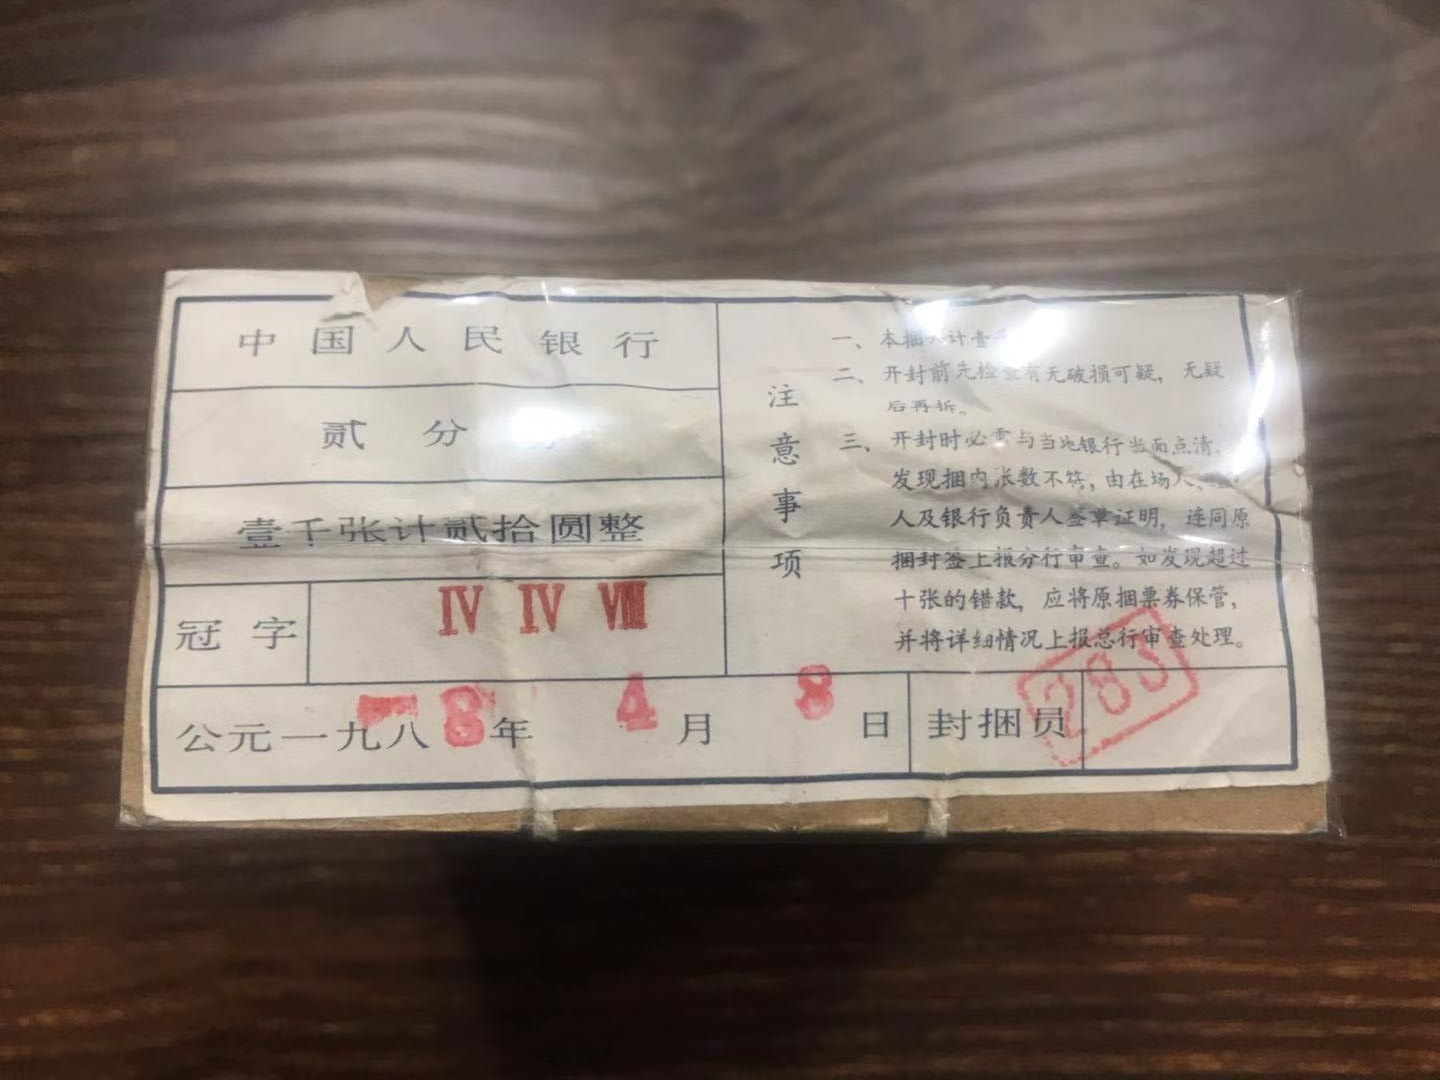 中国人民银行
贰分
壹千张计贰拾圆整
冠字
IV IV VIII
公元一九八8年 4月 8日
封捆员
283
注意事项
一、本捆共计壹
二、开封前先检查有无破损可疑，无疑
后再拆。
三、开封时必需与当地银行当面点清，
发现捆内张数不符，由在场人、
人及银行负责人签章证明，连同原
捆封签上报分行审查。如发现超过
十张的错款，应将原捆票券保管，
并将详细情况上报总行审查处理。